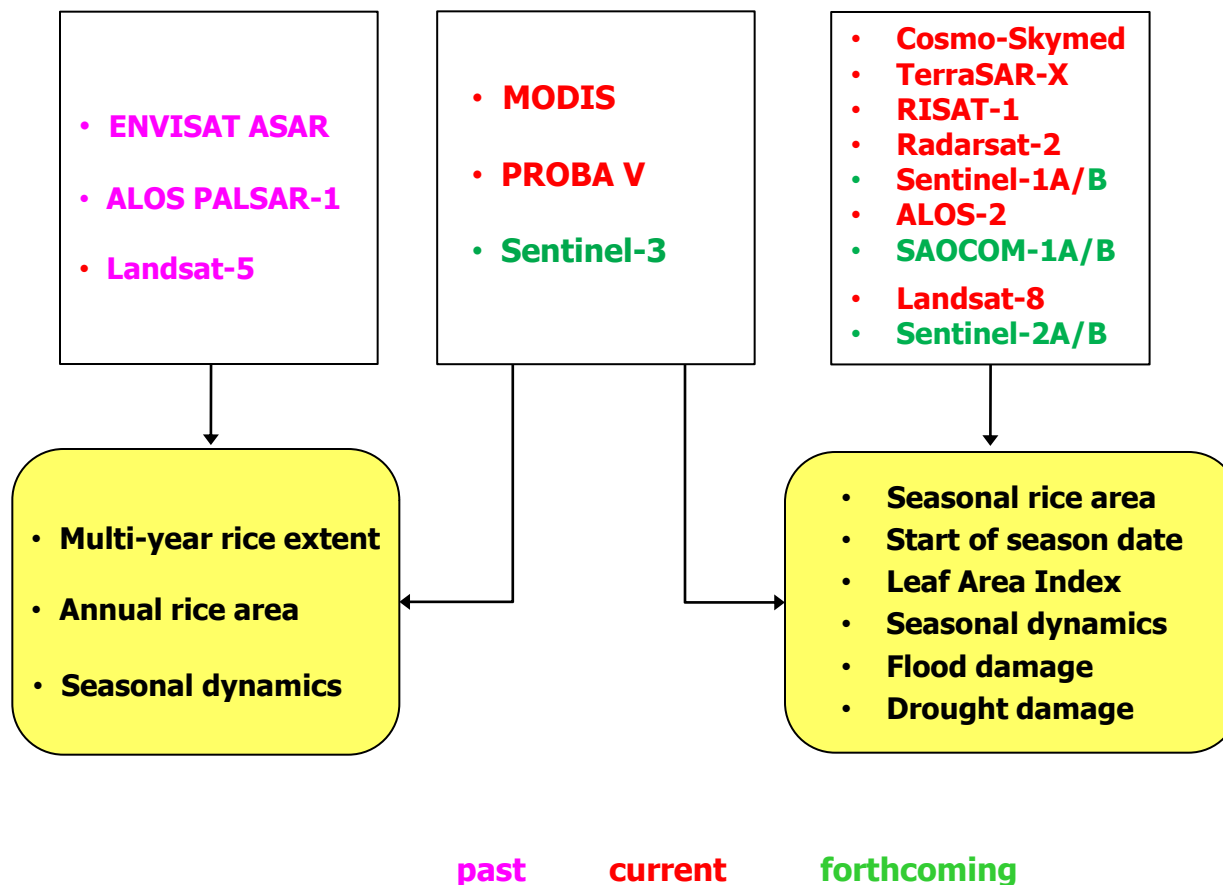 • ENVISAT ASAR
• ALOS PALSAR-1
• Landsat-5
• MODIS
• PROBA V
• Sentinel-3
• Cosmo-Skymed
• TerraSAR-X
• RISAT-1
• Radarsat-2
• Sentinel-1A/B
• ALOS-2
• SAOCOM-1A/B
• Landsat-8
• Sentinel-2A/B
• Multi-year rice extent
• Annual rice area
• Seasonal dynamics
• Seasonal rice area
• Start of season date
• Leaf Area Index
• Seasonal dynamics
• Flood damage
• Drought damage
past current forthcoming